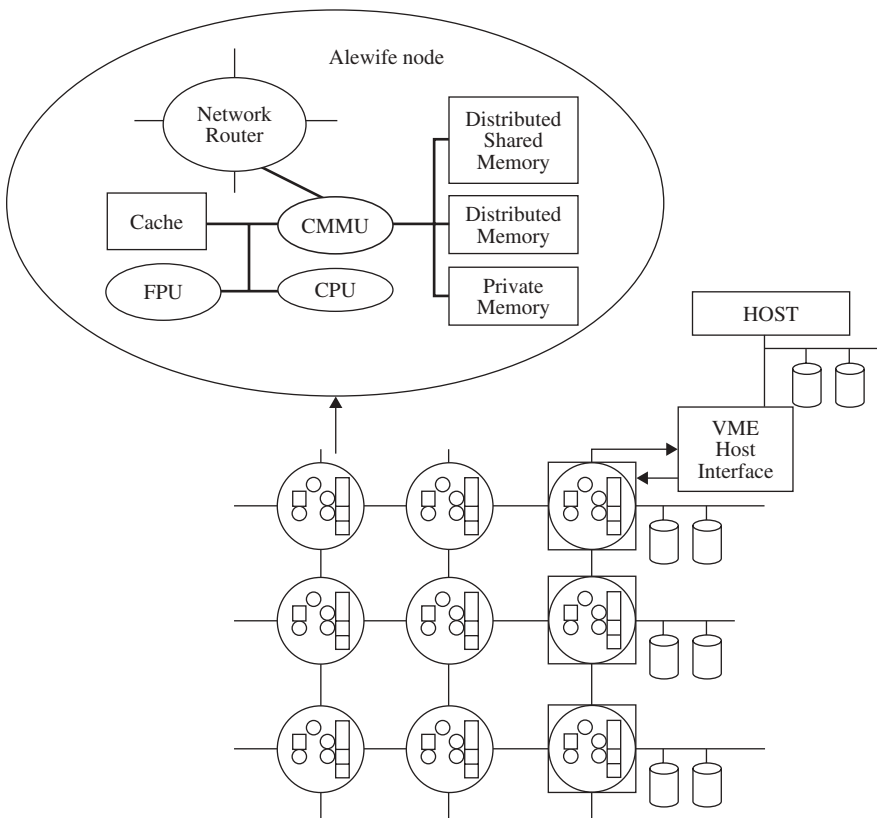 Alewife node
Network
Router
Distributed
Shared
Memory
Cache
CMMU
Distributed
Memory
FPU
CPU
Private
Memory
HOST
VME
Host
Interface